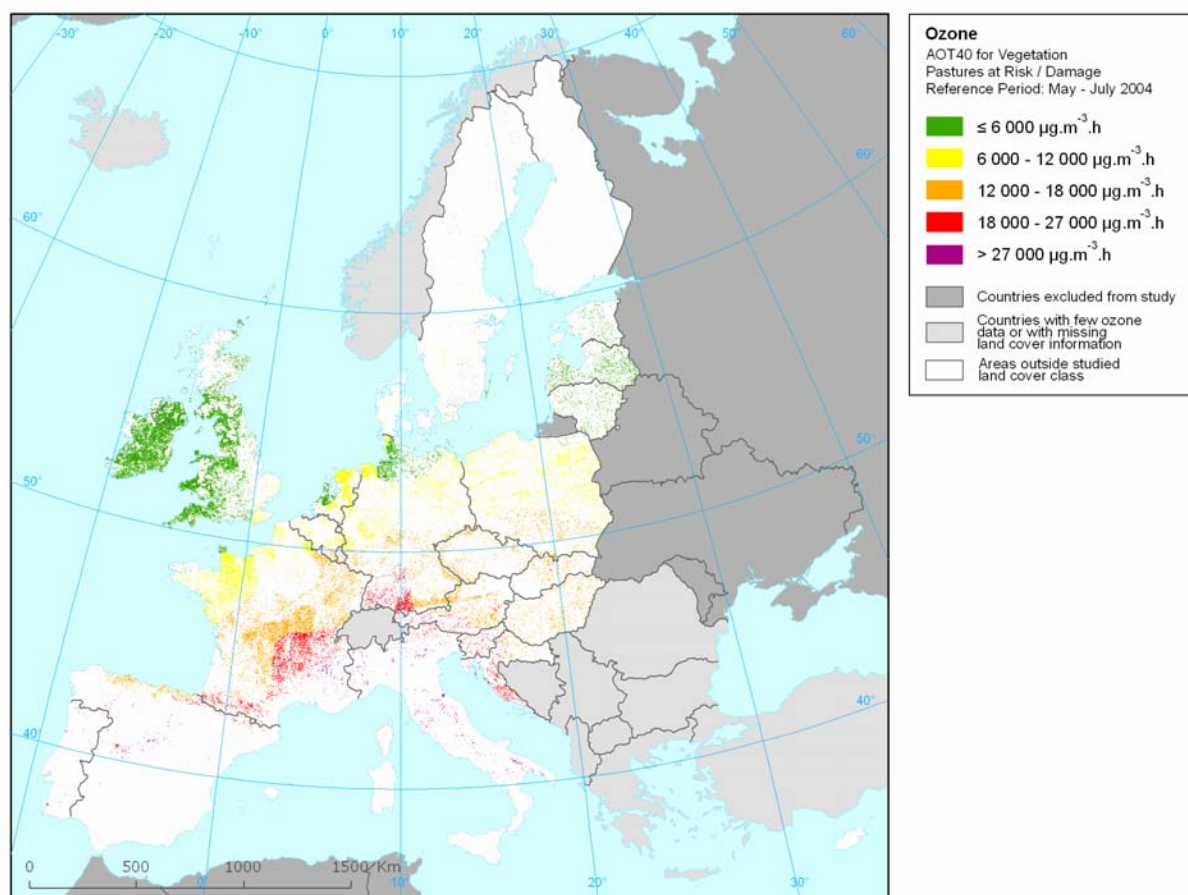 -30°
-20°
-10°
0°
10°
20°
30°
40°
50°
60°
60°
60°
50°
50°
40°
40°
0
500
1000
1500 Km
0°
10°
20°
30°
Ozone
AOT40 for Vegetation
Pastures at Risk / Damage
Reference Period: May - July 2004
≤ 6 000 µg.m⁻³.h
6 000 - 12 000 µg.m⁻³.h
12 000 - 18 000 µg.m⁻³.h
18 000 - 27 000 µg.m⁻³.h
> 27 000 µg.m⁻³.h
Countries excluded from study
Countries with few ozone
data or with missing
land cover information
Areas outside studied
land cover class